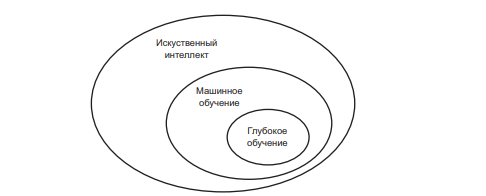 Искуственный
интеллект
Машинное
обучение
Глубокое
обучение